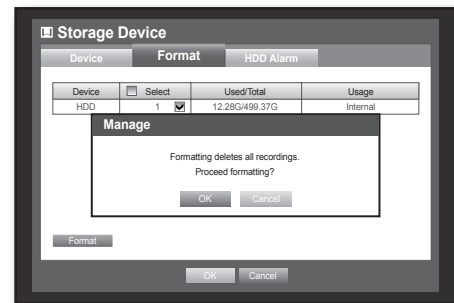 Storage Device
Device Format HDD Alarm
Device Select Used/Total Usage
HDD 1 12.28G/499.37G Internal
Manage
Formatting deletes all recordings.
Proceed formatting?
OK Cancel
Format
OK Cancel